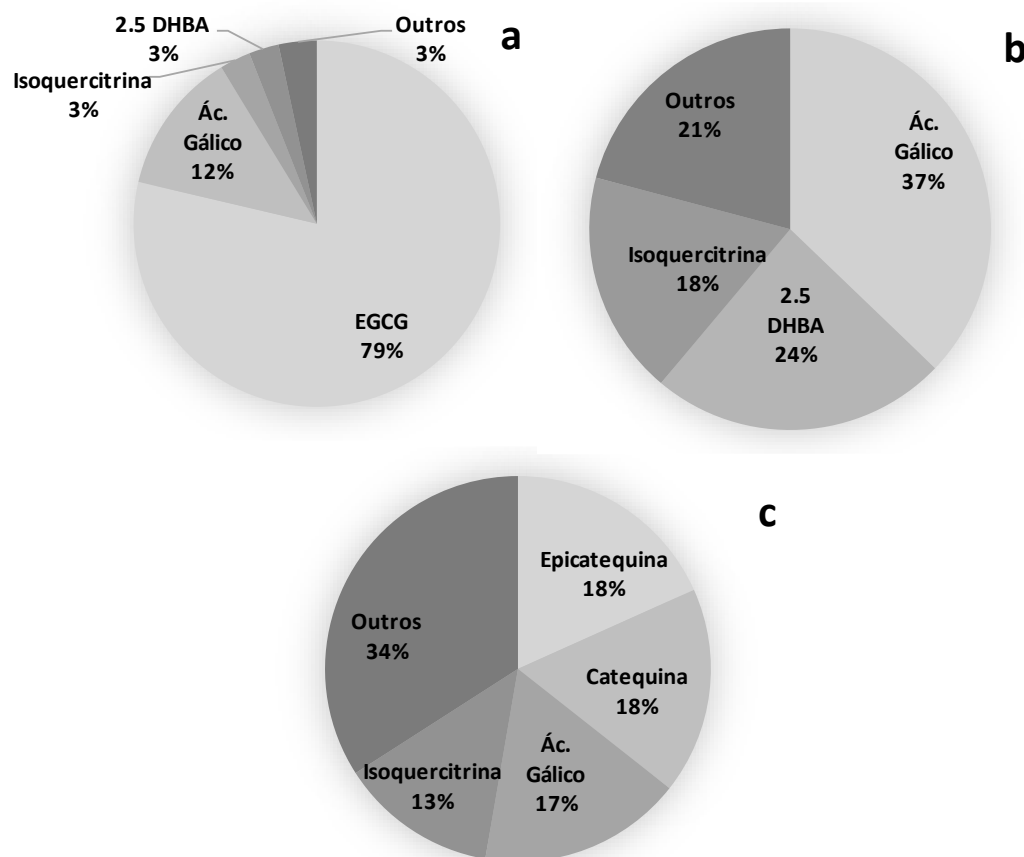 2.5 DHBA
3%
Outros
3%
a
Isoquercitrina
3%
Ác.
Gálico
12%
EGCG
79%
b
Outros
21%
Ác.
Gálico
37%
Isoquercitrina
18%
2.5
DHBA
24%
c
Epicatequina
18%
Outros
34%
Catequina
18%
Ác.
Gálico
17%
Isoquercitrina
13%